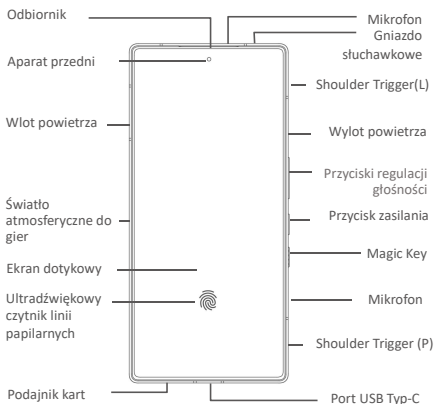 Odbiornik
Aparat przedni
Wlot powietrza
Światło
atmosferyczne do
gier
Ekran dotykowy
Ultradźwiękowy
czytnik linii
papilarnych
Podajnik kart
Mikrofon
Gniazdo
słuchawkowe
Shoulder Trigger(L)
Wylot powietrza
Przyciski regulacji
głośności
Przycisk zasilania
Magic Key
Mikrofon
Shoulder Trigger (P)
Port USB Typ-C